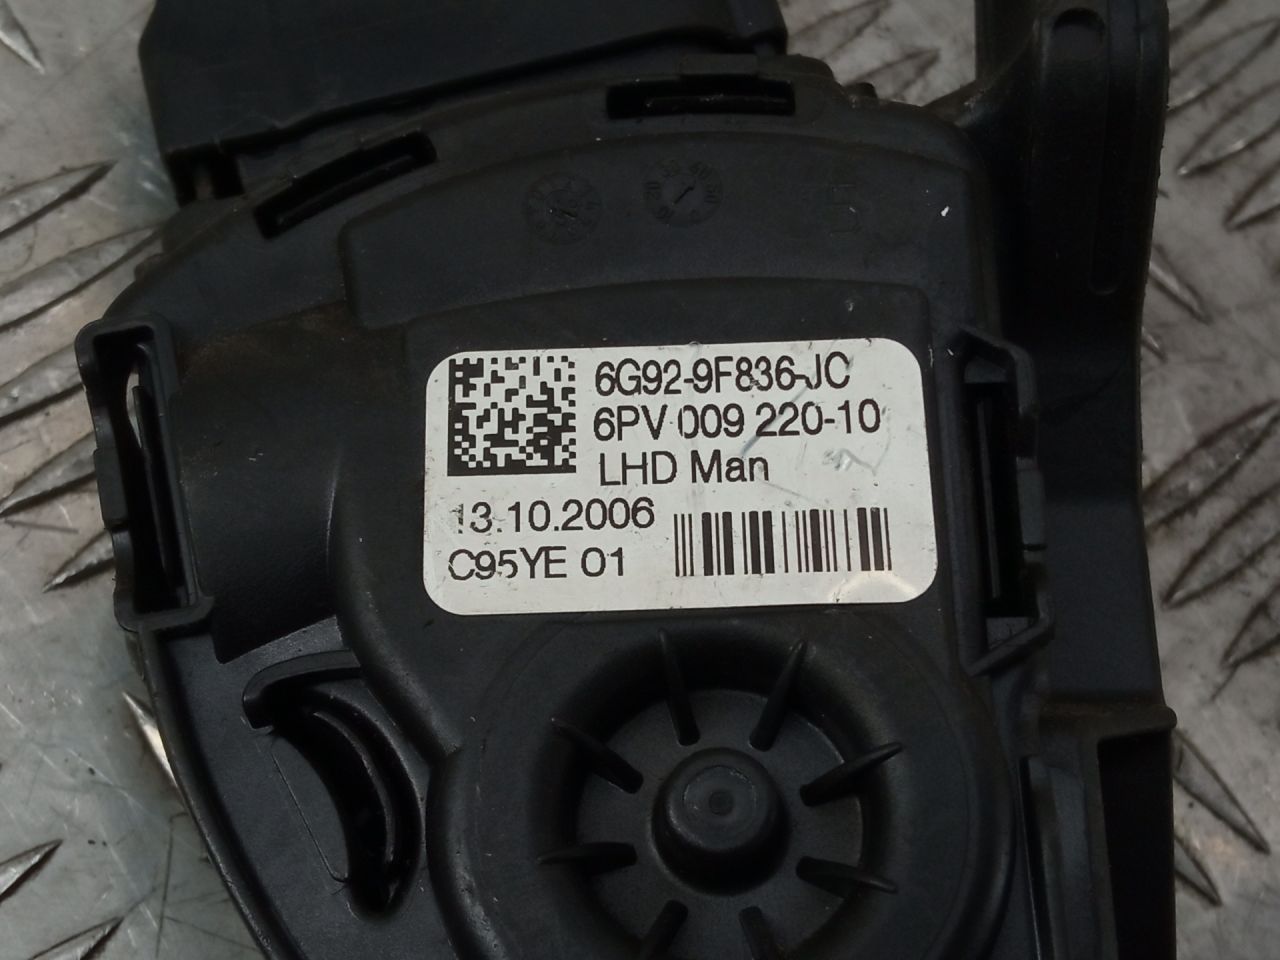 6G92-9F836-JC
6PV 009 220-10
LHD Man
13.10.2006
C95YE 01